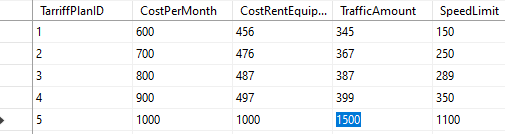 TarriffPlanID CostPerMonth CostRentEquip... TrafficAmount SpeedLimit
1 600 456 345 150
2 700 476 367 250
3 800 487 387 289
4 900 497 399 350
5 1000 1000 1500 1100